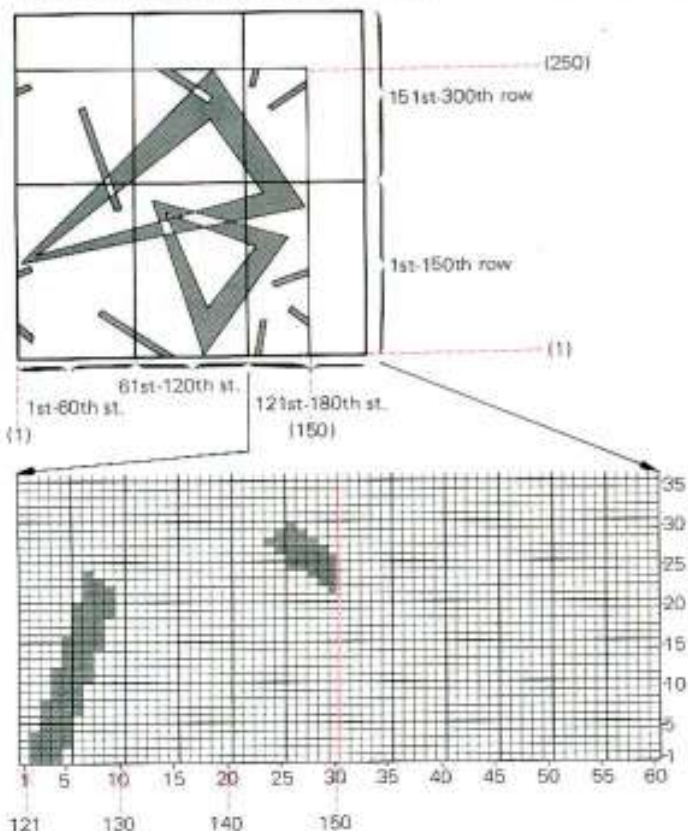 (250)
151st-300th row
1st-150th row
(1)
61st-120th st.
1st-60th st.
121st-180th st.
(1)
(150)
35
30
25
20
15
10
5
1
1 5 10 15 20 25 30 35 40 45 50 55 60
121 130 140 150